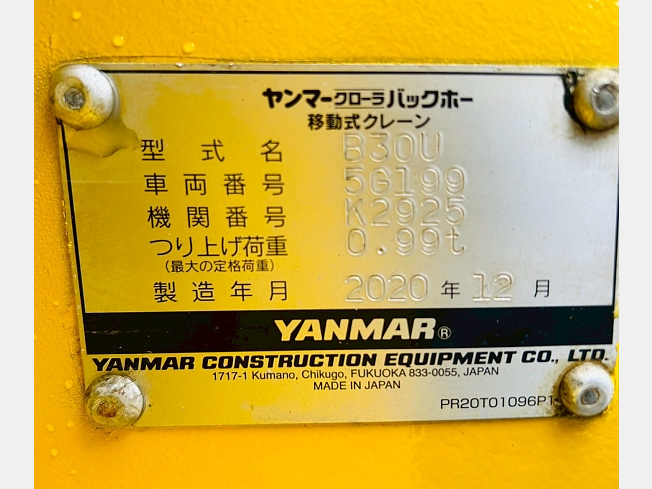 ヤンマークローラバックホー
移動式クレーン
型式名 B30U
車両番号 5G199
機関番号 K2925
つり上げ荷重 0.99t
(最大の定格荷重)
製造年月 2020年12月
YANMAR®
YANMAR CONSTRUCTION EQUIPMENT CO., LTD.
1717-1 Kumano, Chikugo, FUKUOKA 833-0055, JAPAN
MADE IN JAPAN
PR20T01096P1